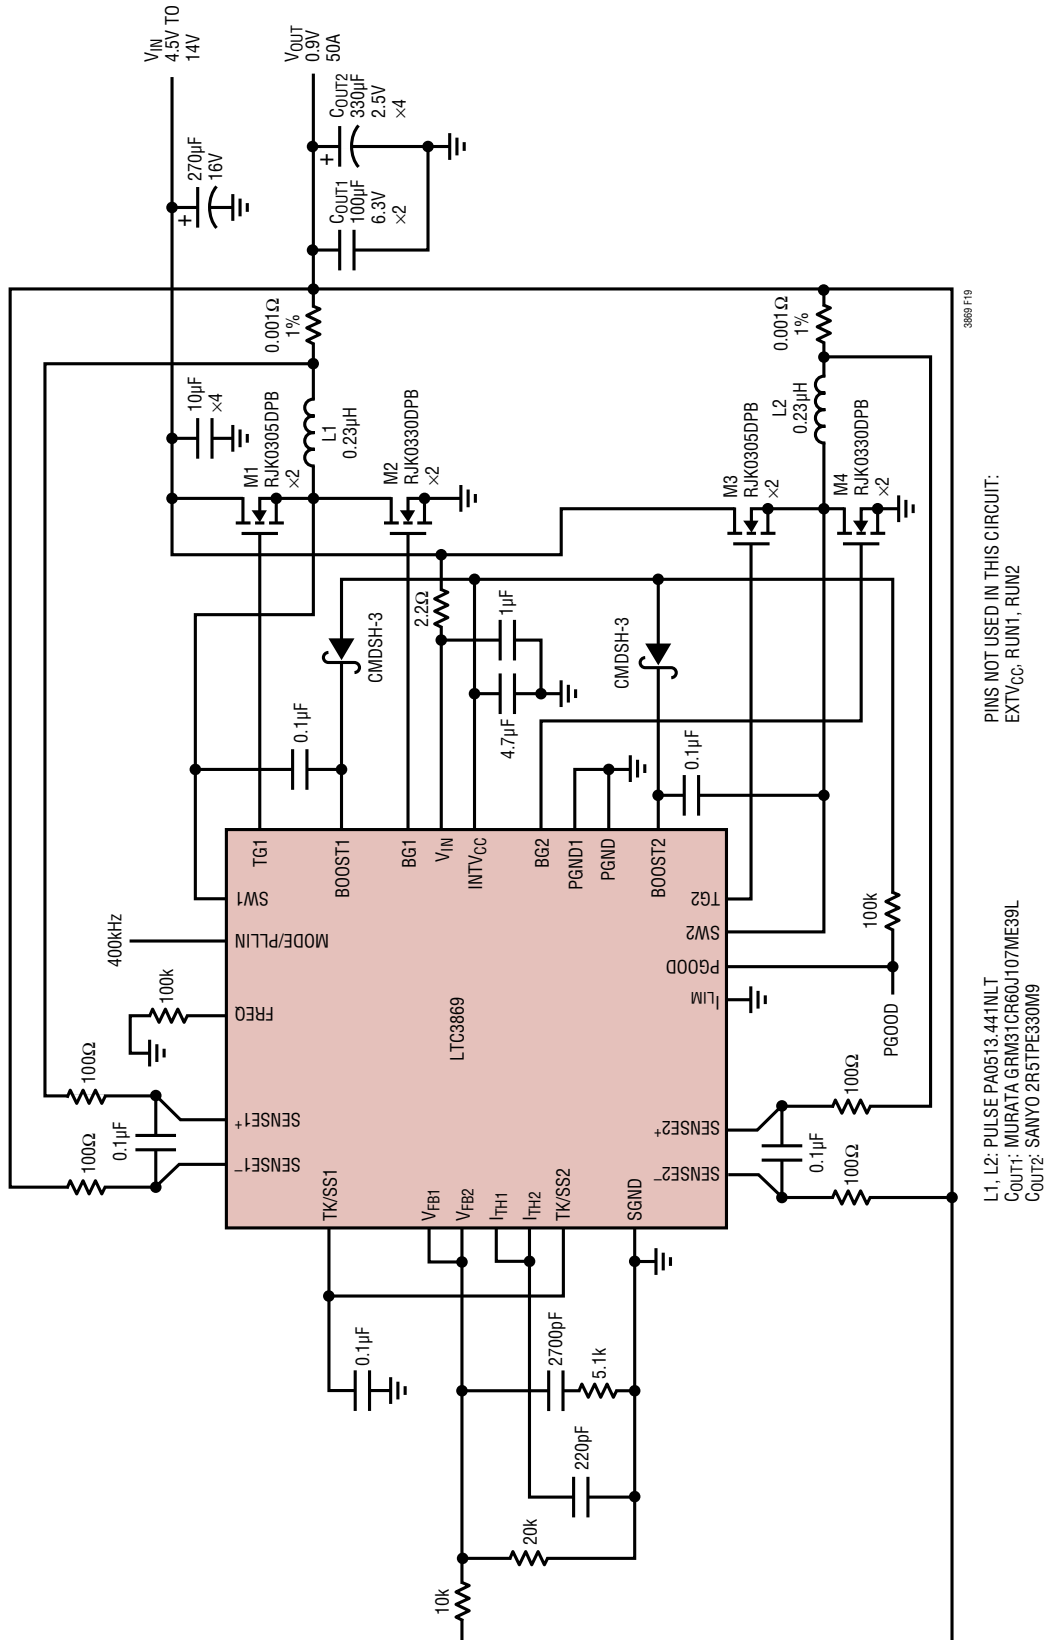 VIN
4.5V TO
14V
VOUT
0.9V
50A
270µF
16V
+
COUT2
330µF
2.5V
×4
+
COUT1
100µF
6.3V
×2
0.001Ω
1%
10µF
×4
L1
0.23µH
M1
RJK0305DPB
×2
M2
RJK0330DPB
×2
0.001Ω
1%
L2
0.23µH
M3
RJK0305DPB
×2
M4
RJK0330DPB
×2
2.2Ω
1µF
4.7µF
CMDSH-3
CMDSH-3
0.1µF
0.1µF
TG1
BOOST1
BG1
VIN
INTVCC
BG2
PGND1
PGND
BOOST2
SW1
MODE/PLLIN
FREQ
SENSE1+
SENSE1–
LTC3869
TG2
SW2
PGOOD
ILIM
SENSE2+
SENSE2–
TK/SS1
VFB1
VFB2
ITH1
ITH2
TK/SS2
SGND
400kHz
100k
100Ω
100Ω
0.1µF
100k
PGOOD
100Ω
100Ω
0.1µF
0.1µF
2700pF
5.1k
220pF
20k
10k
3869 F19
PINS NOT USED IN THIS CIRCUIT:
EXTVCC, RUN1, RUN2
L1, L2: PULSE PA0513.441NLT
COUT1: MURATA GRM31CR60J107ME39L
COUT2: SANYO 2R5TPE330M9